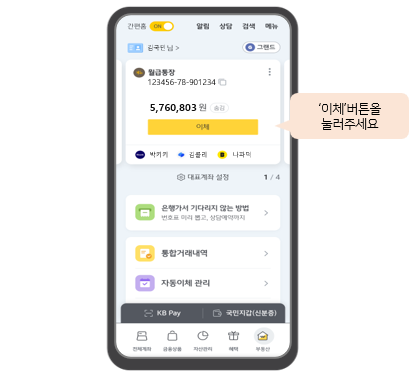 간편홈 ON 알림 상담 검색 메뉴
김국민 님 > 그랜드
월급통장
123456-78-901234
5,760,803 원 숨김
이체
박키키 김콜리 나파미
대표계좌 설정 1 / 4
은행가서 기다리지 않는 방법
번호표 미리 뽑고, 상담예약까지
통합거래내역
자동이체 관리
KB Pay 국민지갑(신분증)
전체계좌 금융상품 자산관리 혜택 부동산
'이체'버튼을
눌러주세요